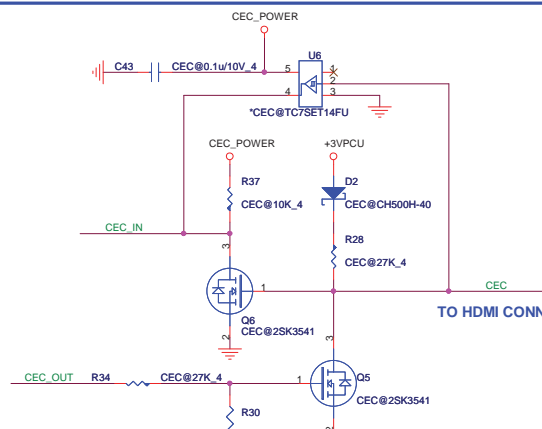 CEC_POWER
U6
C43 CEC@0.1u/10V_4 5 1
2
4 3
*CEC@TC7SET14FU
CEC_POWER +3VPCU
R37 D2
CEC@10K_4 CEC@CH500H-40
CEC_IN
R28
3
CEC@27K_4
1 CEC
TO HDMI CONN
Q6
CEC@2SK3541
2 3
CEC_OUT R34 CEC@27K_4 1 Q5
CEC@2SK3541
R30